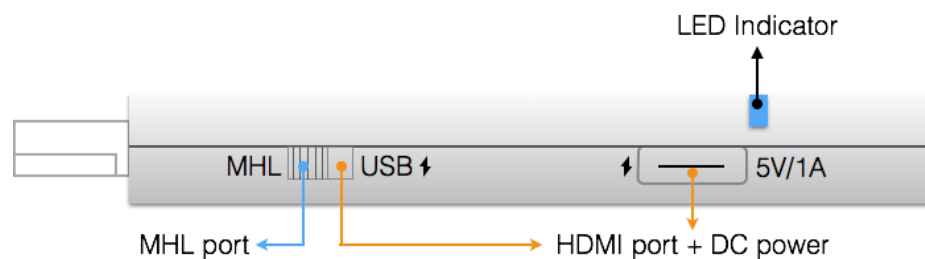 LED Indicator
MHL USB 5V/1A
MHL port HDMI port + DC power